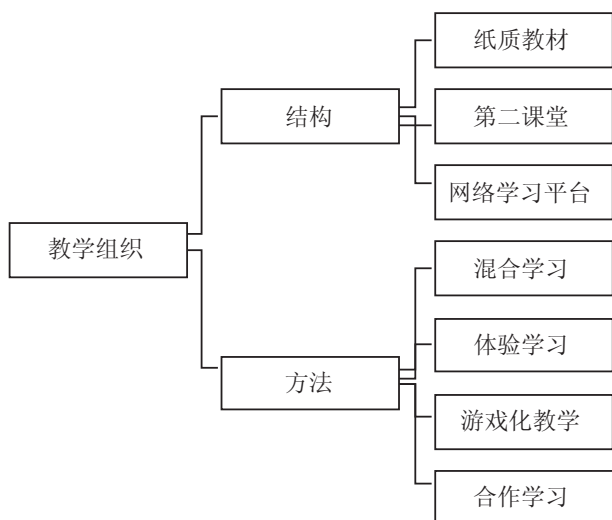 纸质教材
结构
第二课堂
网络学习平台
教学组织
混合学习
体验学习
方法
游戏化教学
合作学习